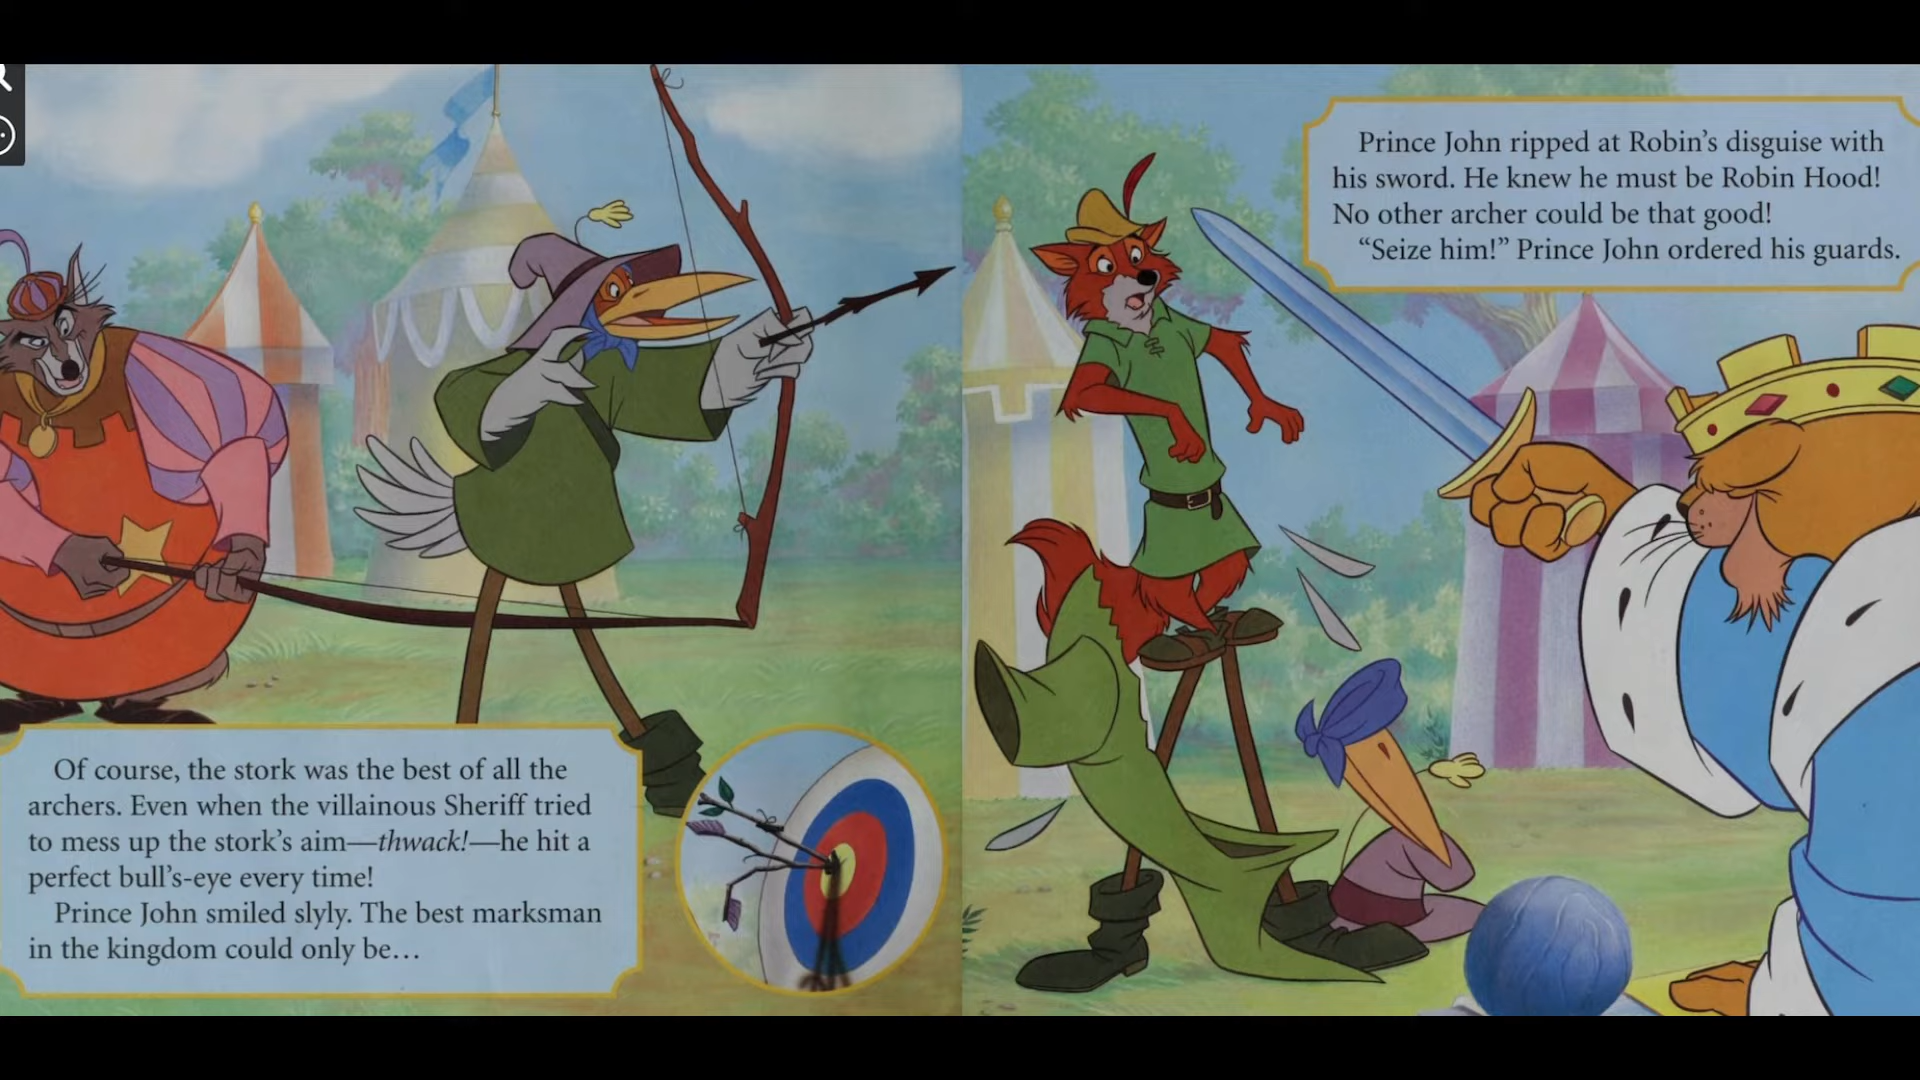 Of course, the stork was the best of all the
archers. Even when the villainous Sheriff tried
to mess up the stork's aim—thwack!—he hit a
perfect bull's-eye every time!
Prince John smiled slyly. The best marksman
in the kingdom could only be…
Prince John ripped at Robin's disguise with
his sword. He knew he must be Robin Hood!
No other archer could be that good!
“Seize him!” Prince John ordered his guards.